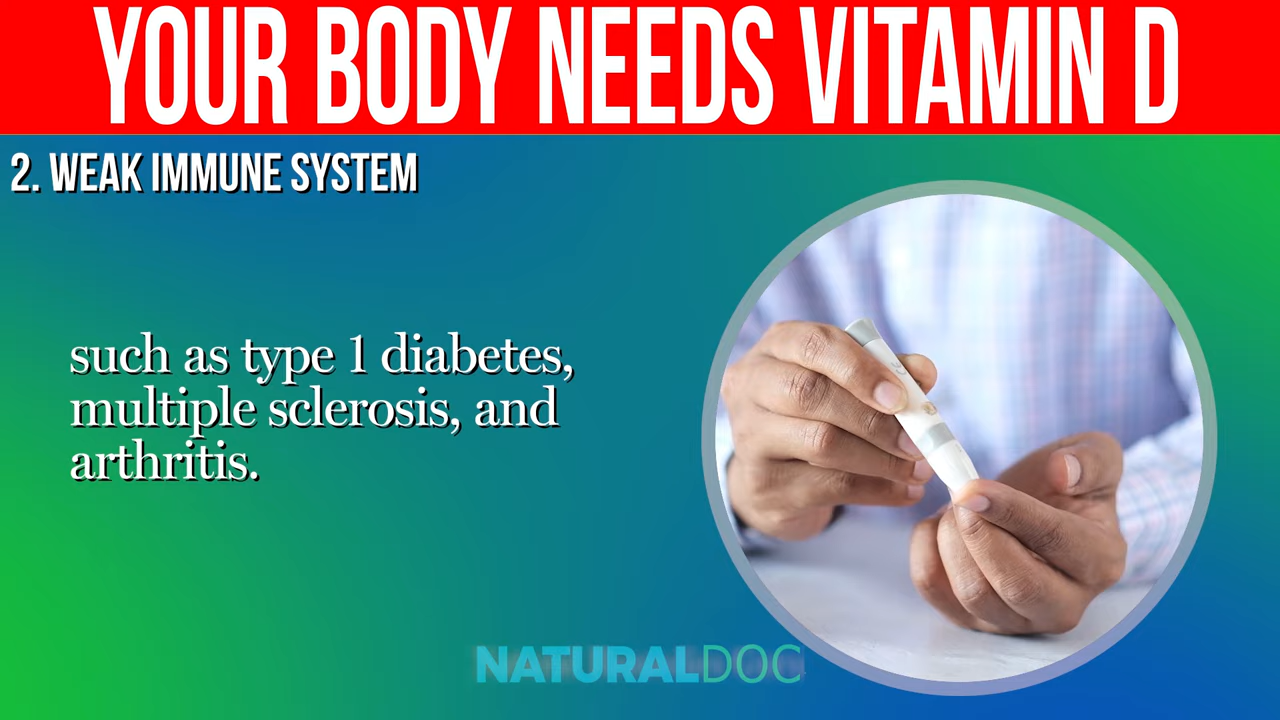 YOUR BODY NEEDS VITAMIN D
2. WEAK IMMUNE SYSTEM
such as type 1 diabetes,
multiple sclerosis, and
arthritis.
NATURALDOC